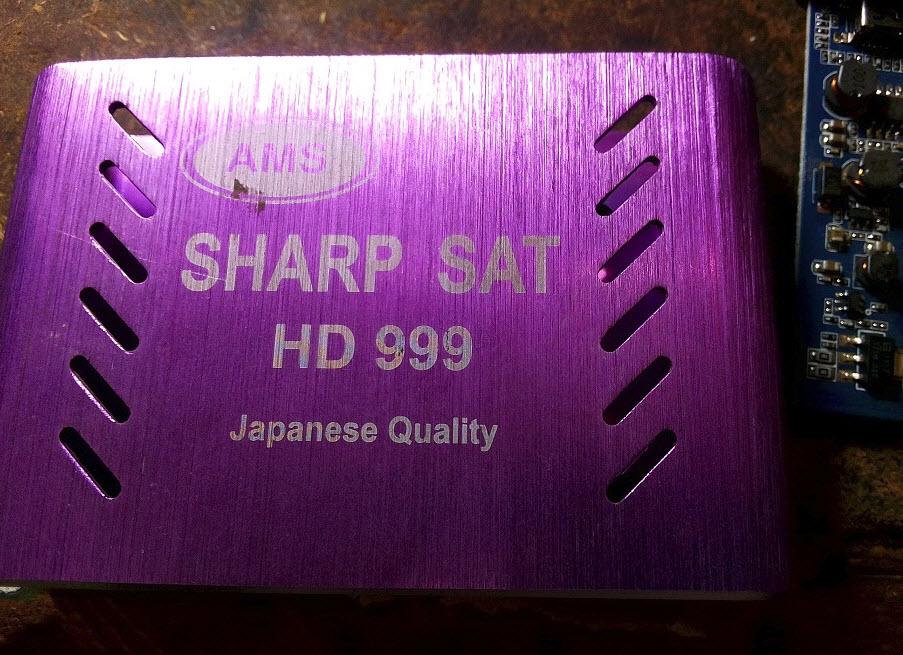 AMS
SHARP SAT
HD 999
Japanese Quality